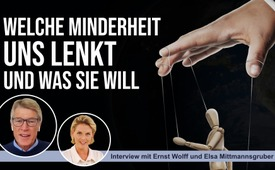 WELCHE MINDERHEIT
UNS LENKT
UND WAS SIE WILL
Interview mit Ernst Wolff und Elsa Mittmannsgruber